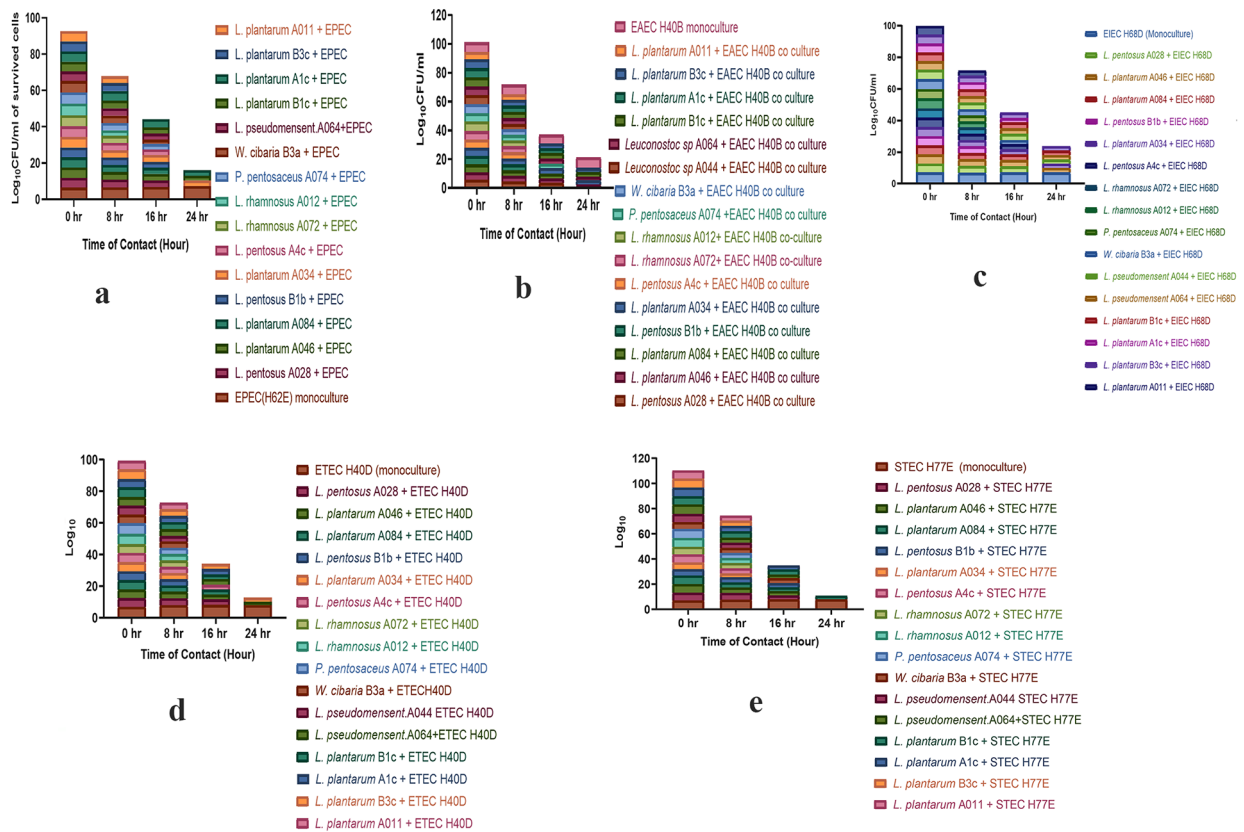 Log10CFU/ml of survived cells
100
80
60
40
20
0
0 hr 8 hr 16 hr 24 hr
Time of Contact (Hour)
a
L. plantarum A011 + EPEC
L. plantarum B3c + EPEC
L. plantarum A1c + EPEC
L. plantarum B1c + EPEC
L. pseudomensent.A064+EPEC
W. cibaria B3a + EPEC
P. pentosaceus A074 + EPEC
L. rhamnosus A012 + EPEC
L. rhamnosus A072 + EPEC
L. pentosus A4c + EPEC
L. plantarum A034 + EPEC
L. pentosus B1b + EPEC
L. plantarum A084 + EPEC
L. plantarum A046 + EPEC
L. pentosus A028 + EPEC
EPEC(H62E) monoculture
Log10CFU/ml
120
100
80
60
40
20
0
0 hr 8 hr 16 hr 24 hr
Time of Contact (Hour)
b
EAEC H40B monoculture
L. plantarum A011 + EAEC H40B co culture
L. plantarum B3c + EAEC H40B co culture
L. plantarum A1c + EAEC H40B co culture
L. plantarum B1c + EAEC H40B co culture
Leuconostoc sp A064 + EAEC H40B co culture
Leuconostoc sp A044 + EAEC H40B co culture
W. cibaria B3a + EAEC H40B co culture
P. pentosaceus A074 +EAEC H40B co culture
L. rhamnosus A012+ EAEC H40B co-culture
L. rhamnosus A072+ EAEC H40B co-culture
L. pentosus A4c + EAEC H40B co culture
L. plantarum A034 + EAEC H40B co culture
L. pentosus B1b + EAEC H40B co culture
L. plantarum A084 + EAEC H40B co culture
L. plantarum A046 + EAEC H40B co culture
L. pentosus A028 + EAEC H40B co culture
Log10CFU/ml
100
80
60
40
20
0
0 hr 8 hr 16 hr 24 hr
Time of Contact (Hour)
c
EIEC H68D (Monoculture)
L. pentosus A028 + EIEC H68D
L. plantarum A046 + EIEC H68D
L. plantarum A084 + EIEC H68D
L. pentosus B1b + EIEC H68D
L. plantarum A034 + EIEC H68D
L. pentosus A4c + EIEC H68D
L. rhamnosus A072 + EIEC H68D
L. rhamnosus A012 + EIEC H68D
P. pentosaceus A074 + EIEC H68D
W. cibaria B3a + EIEC H68D
L. pseudomensent A044 + EIEC H68D
L. pseudomensent A064 + EIEC H68D
L. plantarum B1c + EIEC H68D
L. plantarum A1c + EIEC H68D
L. plantarum B3c + EIEC H68D
L. plantarum A011 + EIEC H68D
Log10
100
80
60
40
20
0
0 hr 8 hr 16 hr 24 hr
Time of Contact (Hour)
d
ETEC H40D (monoculture)
L. pentosus A028 + ETEC H40D
L. plantarum A046 + ETEC H40D
L. plantarum A084 + ETEC H40D
L. pentosus B1b + ETEC H40D
L. plantarum A034 + ETEC H40D
L. pentosus A4c + ETEC H40D
L. rhamnosus A072 + ETEC H40D
L. rhamnosus A012 + ETEC H40D
P. pentosaceus A074 + ETEC H40D
W. cibaria B3a + ETECH40D
L. pseudomensent.A044 ETEC H40D
L. pseudomensent.A064+ETEC H40D
L. plantarum B1c + ETEC H40D
L. plantarum A1c + ETEC H40D
L. plantarum B3c + ETEC H40D
L. plantarum A011 + ETEC H40D
Log10
120
100
80
60
40
20
0
0 hr 8 hr 16 hr 24 hr
Time of Contact (Hour)
e
STEC H77E (monoculture)
L. pentosus A028 + STEC H77E
L. plantarum A046 + STEC H77E
L. plantarum A084 + STEC H77E
L. pentosus B1b + STEC H77E
L. plantarum A034 + STEC H77E
L. pentosus A4c + STEC H77E
L. rhamnosus A072 + STEC H77E
L. rhamnosus A012 + STEC H77E
P. pentosaceus A074 + STEC H77E
W. cibaria B3a + STEC H77E
L. pseudomensent.A044 STEC H77E
L. pseudomensent.A064+STEC H77E
L. plantarum B1c + STEC H77E
L. plantarum A1c + STEC H77E
L. plantarum B3c + STEC H77E
L. plantarum A011 + STEC H77E